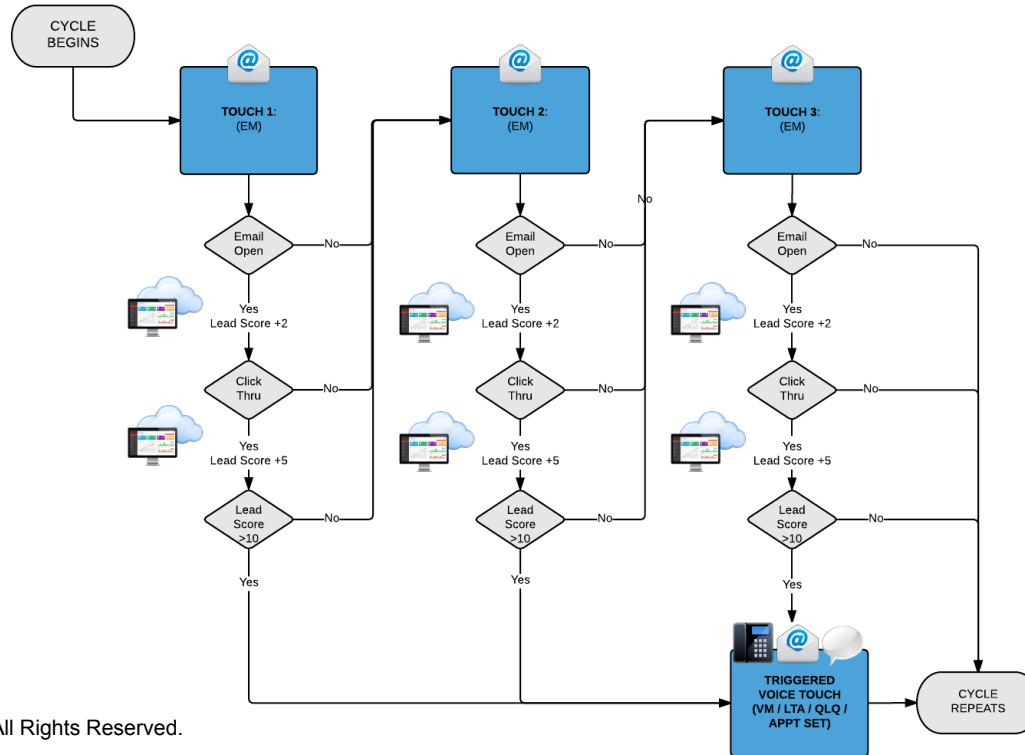 CYCLE
BEGINS
TOUCH 1:
(EM)
TOUCH 2:
(EM)
TOUCH 3:
(EM)
No
Email
Open
No
Email
Open
No
Email
Open
No
Yes
Lead Score +2
Yes
Lead Score +2
Yes
Lead Score +2
Click
Thru
No
Click
Thru
No
Click
Thru
No
Yes
Lead Score +5
Yes
Lead Score +5
Yes
Lead Score +5
Lead
Score
>10
No
Lead
Score
>10
No
Lead
Score
>10
No
Yes
Yes
Yes
TRIGGERED
VOICE TOUCH
(VM / LTA / QLQ /
APPT SET)
CYCLE
REPEATS
All Rights Reserved.